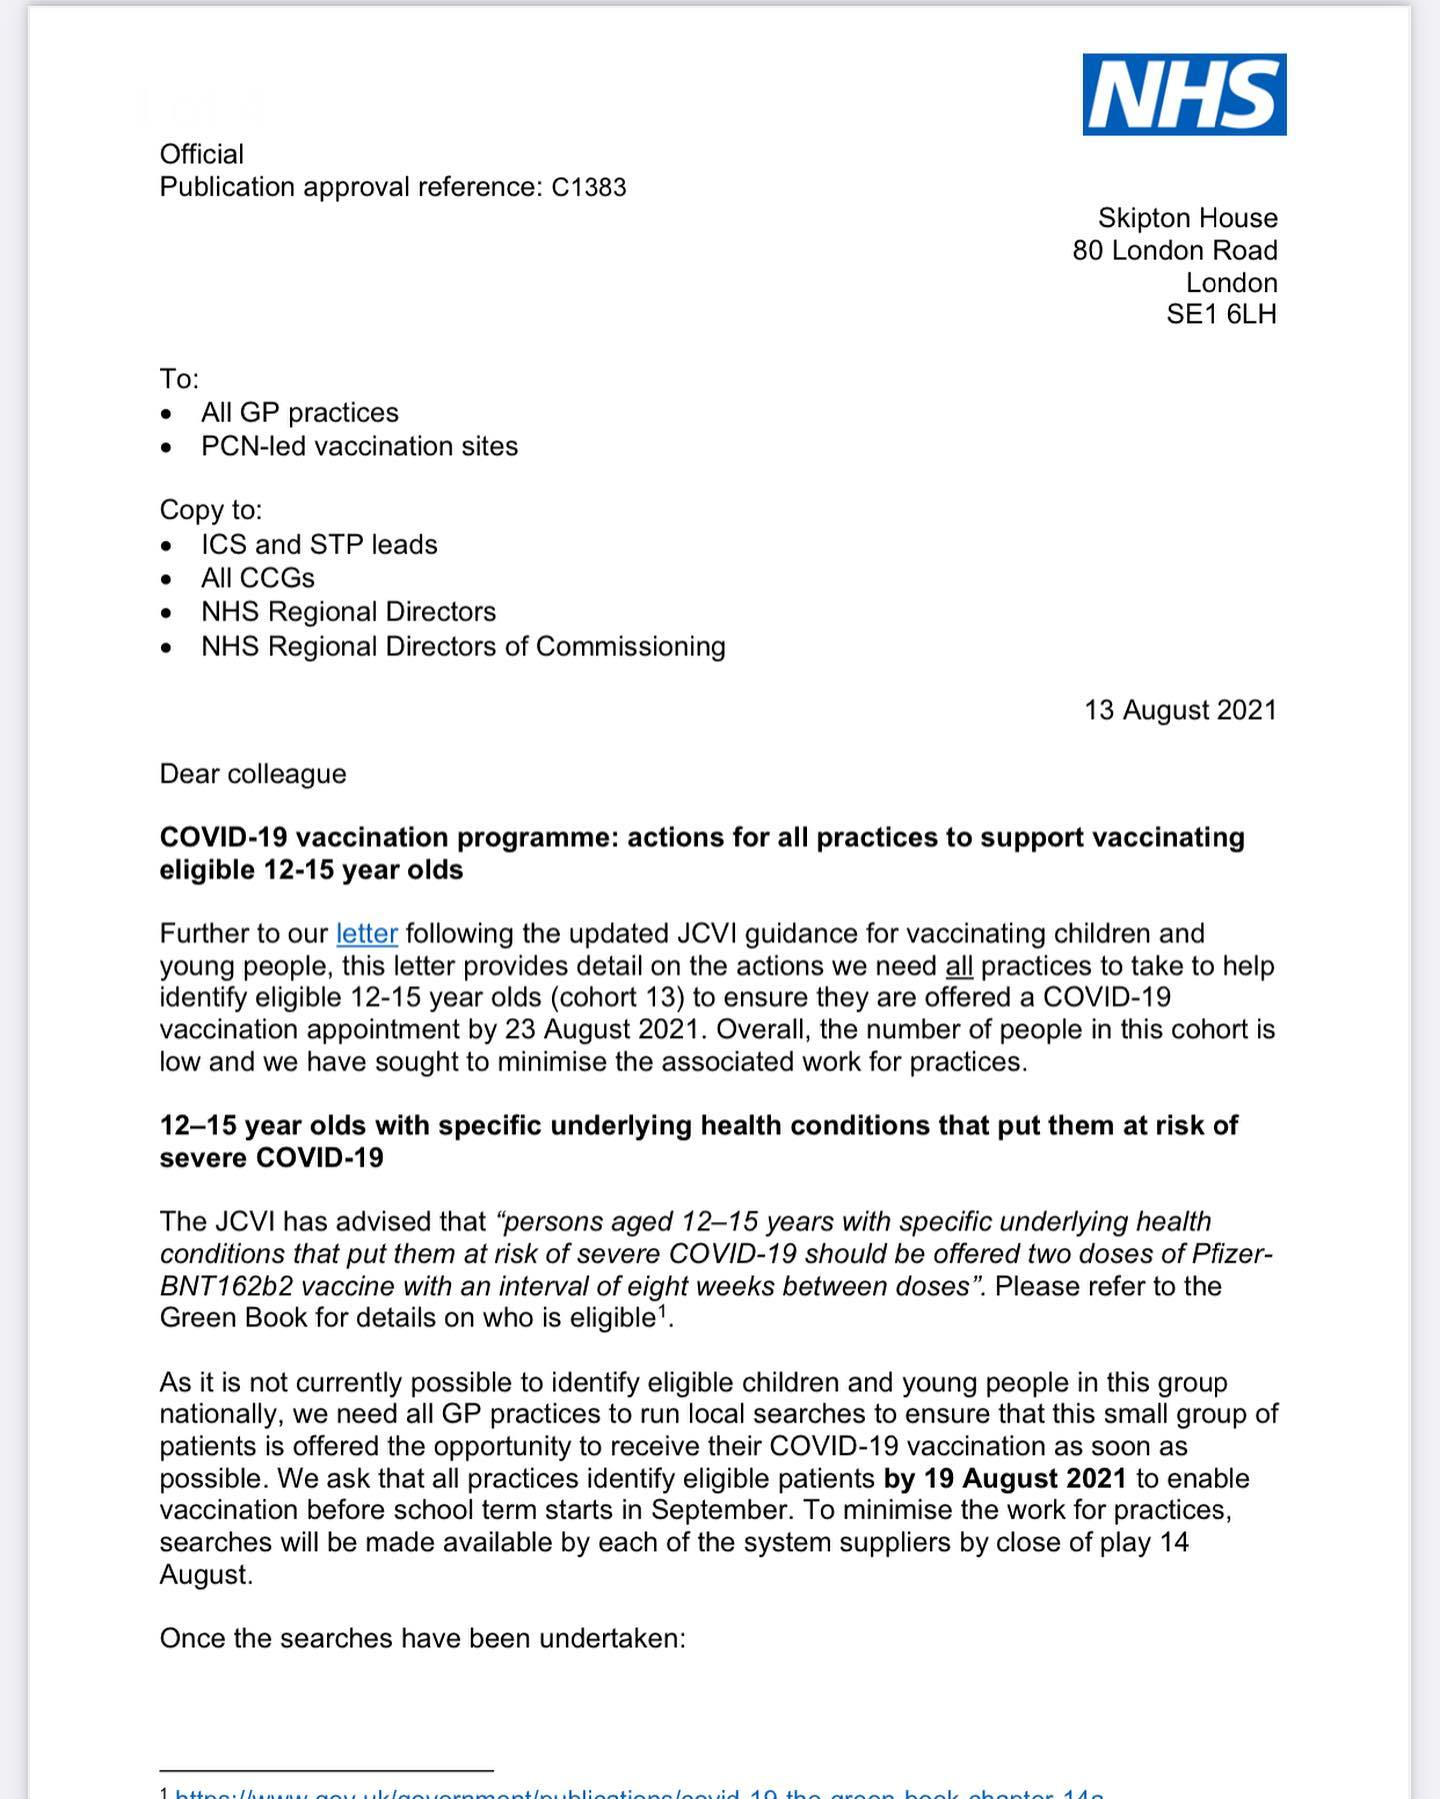 NHS
Official
Publication approval reference: C1383
Skipton House
80 London Road
London
SE1 6LH
To:
• All GP practices
• PCN-led vaccination sites
Copy to:
• ICS and STP leads
• All CCGs
• NHS Regional Directors
• NHS Regional Directors of Commissioning
13 August 2021
Dear colleague
COVID-19 vaccination programme: actions for all practices to support vaccinating
eligible 12-15 year olds
Further to our letter following the updated JCVI guidance for vaccinating children and
young people, this letter provides detail on the actions we need all practices to take to help
identify eligible 12-15 year olds (cohort 13) to ensure they are offered a COVID-19
vaccination appointment by 23 August 2021. Overall, the number of people in this cohort is
low and we have sought to minimise the associated work for practices.
12–15 year olds with specific underlying health conditions that put them at risk of
severe COVID-19
The JCVI has advised that “persons aged 12–15 years with specific underlying health
conditions that put them at risk of severe COVID-19 should be offered two doses of Pfizer-
BNT162b2 vaccine with an interval of eight weeks between doses”. Please refer to the
Green Book for details on who is eligible¹.
As it is not currently possible to identify eligible children and young people in this group
nationally, we need all GP practices to run local searches to ensure that this small group of
patients is offered the opportunity to receive their COVID-19 vaccination as soon as
possible. We ask that all practices identify eligible patients by 19 August 2021 to enable
vaccination before school term starts in September. To minimise the work for practices,
searches will be made available by each of the system suppliers by close of play 14
August.
Once the searches have been undertaken:
¹ https://www.gov.uk/government/publications/covid-19-the-green-book-chapter-14a